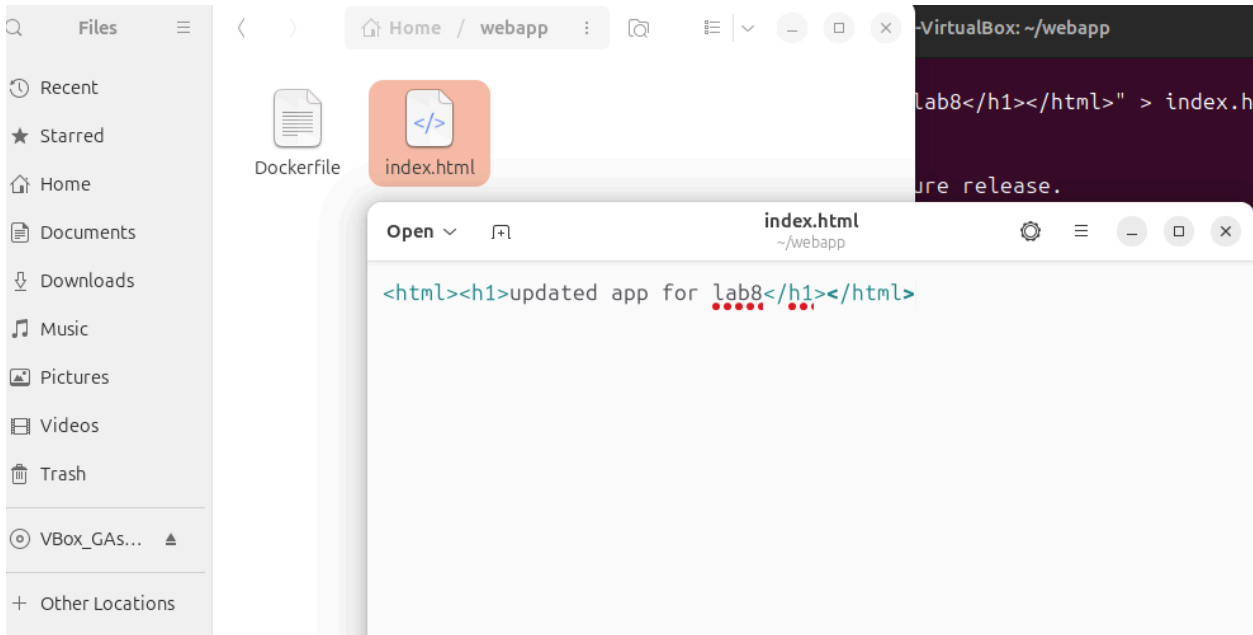 Files
Home / webapp
-VirtualBox: ~/webapp
Recent
Starred
Home
Documents
Downloads
Music
Pictures
Videos
Trash
VBox_GAs...
+ Other Locations
Dockerfile
</>
index.html
lab8</h1></html>" > index.h
ure release.
Open
index.html
~/webapp
<html><h1>updated app for lab8</h1></html>